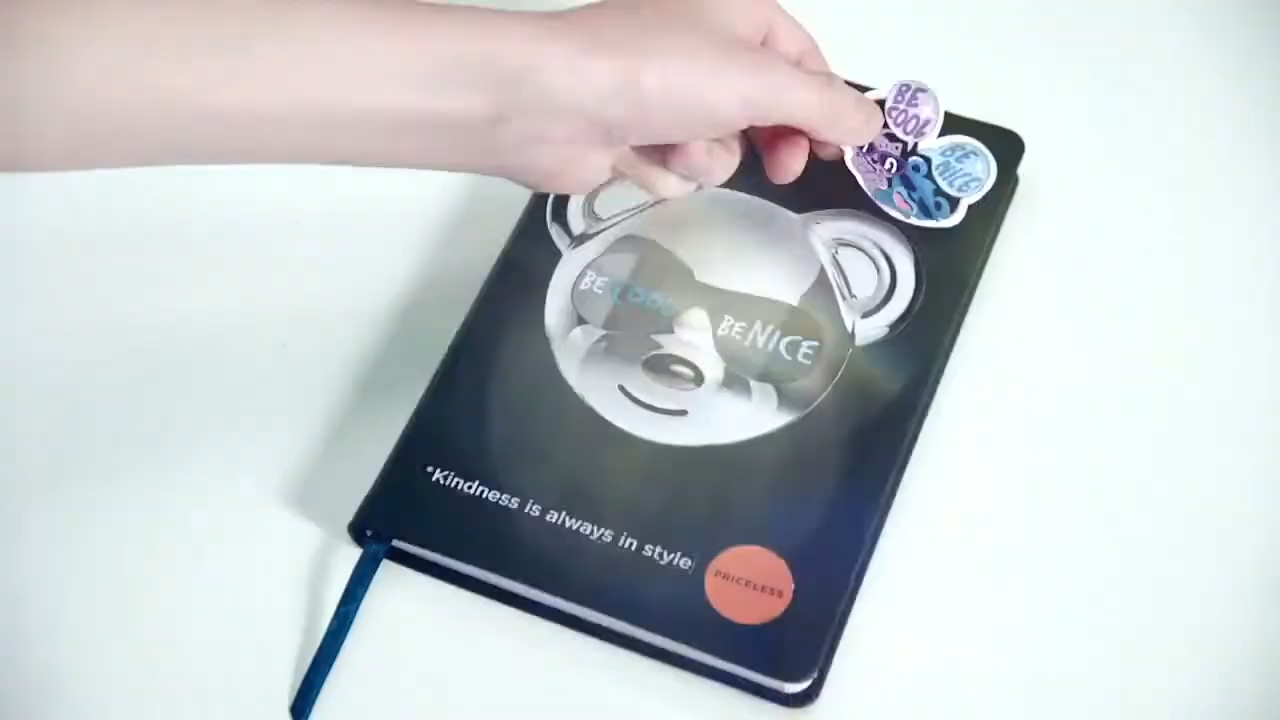 BE
COOL
BE
NICE
BE COOL
BE NICE
*Kindness is always in style
PRICELESS